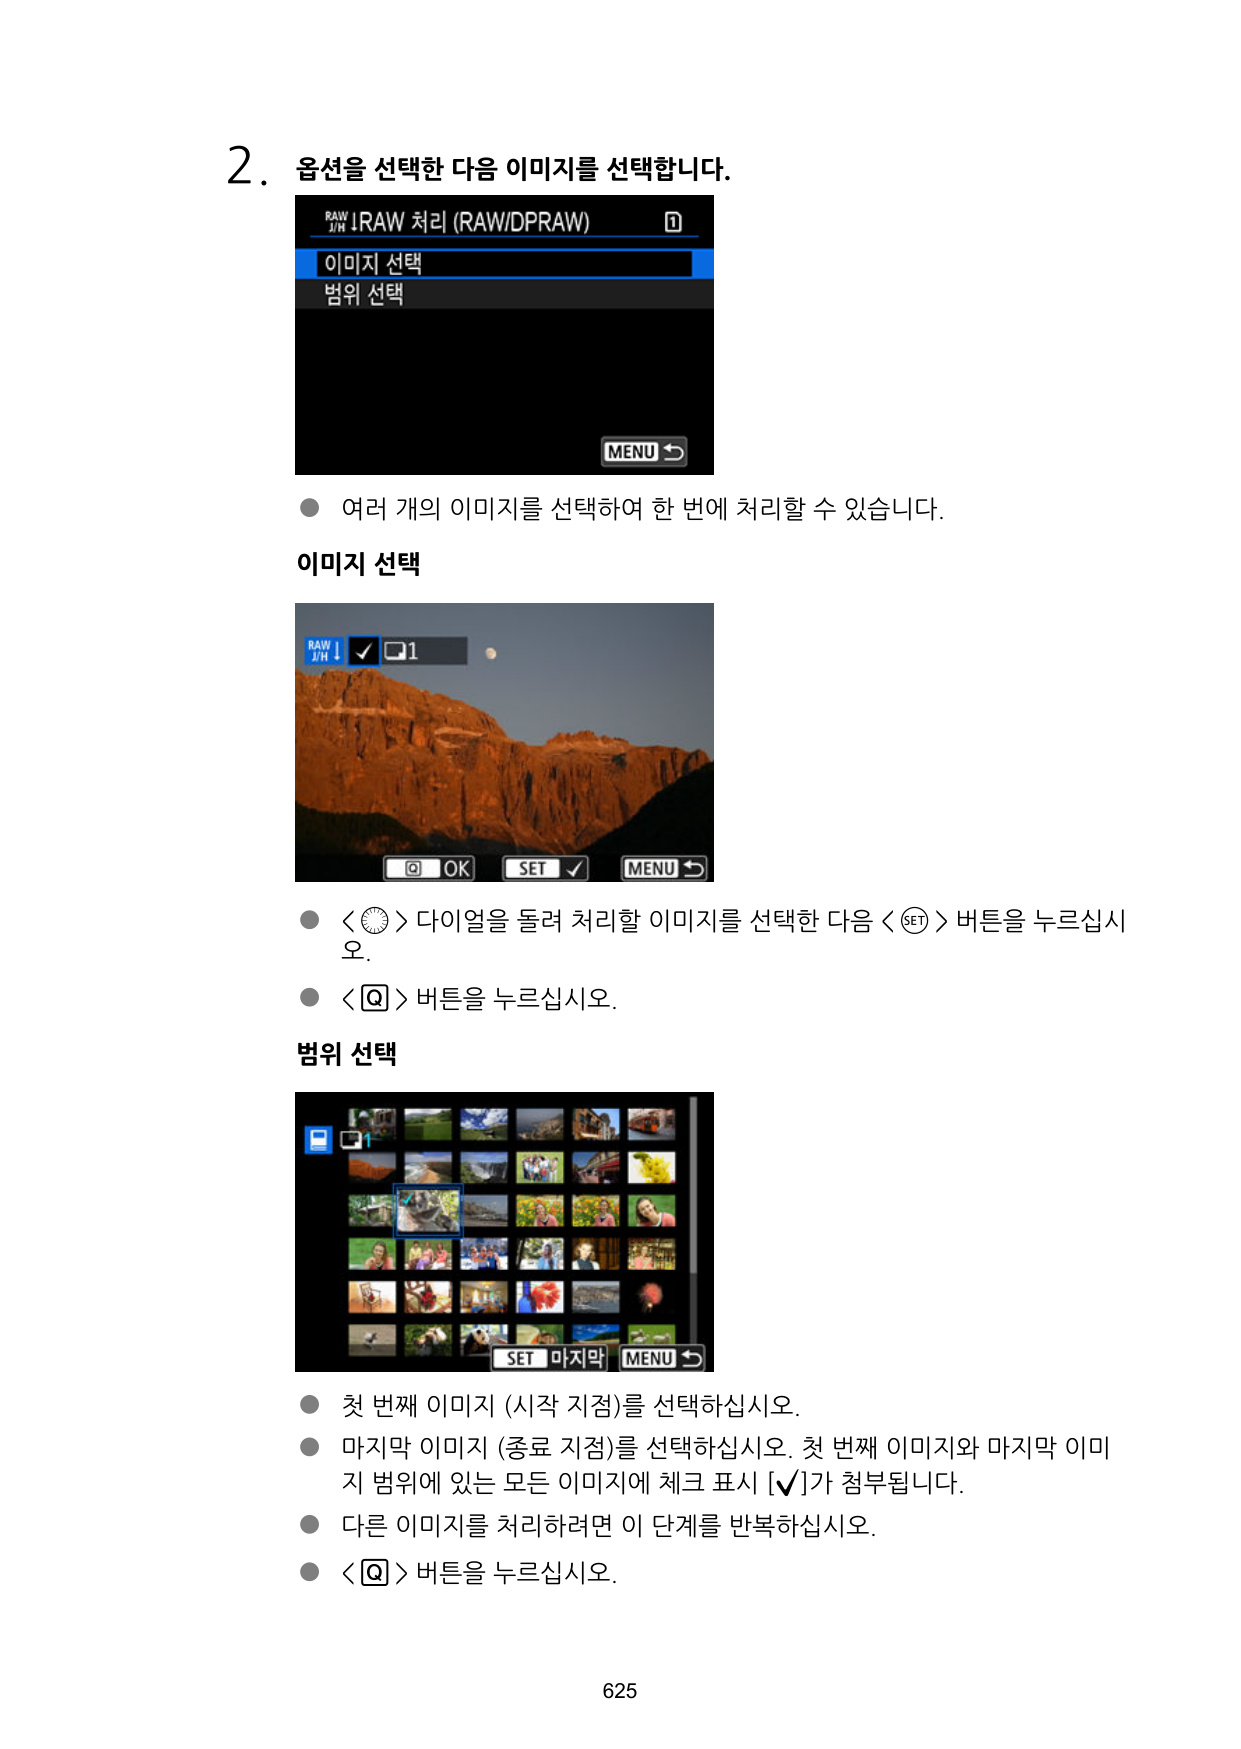 2. 옵션을 선택한 다음 이미지를 선택합니다.
RAW J/H ↓RAW 처리 (RAW/DPRAW) 1
이미지 선택
범위 선택
MENU
● 여러 개의 이미지를 선택하여 한 번에 처리할 수 있습니다.
이미지 선택
RAW J/H ↓ ✓ 1
Q OK SET ✓ MENU
● < > 다이얼을 돌려 처리할 이미지를 선택한 다음 < SET > 버튼을 누르십시
오.
● < Q > 버튼을 누르십시오.
범위 선택
1
SET 마지막 MENU
● 첫 번째 이미지 (시작 지점)를 선택하십시오.
● 마지막 이미지 (종료 지점)를 선택하십시오. 첫 번째 이미지와 마지막 이미
지 범위에 있는 모든 이미지에 체크 표시 [✓]가 첨부됩니다.
● 다른 이미지를 처리하려면 이 단계를 반복하십시오.
● < Q > 버튼을 누르십시오.
625